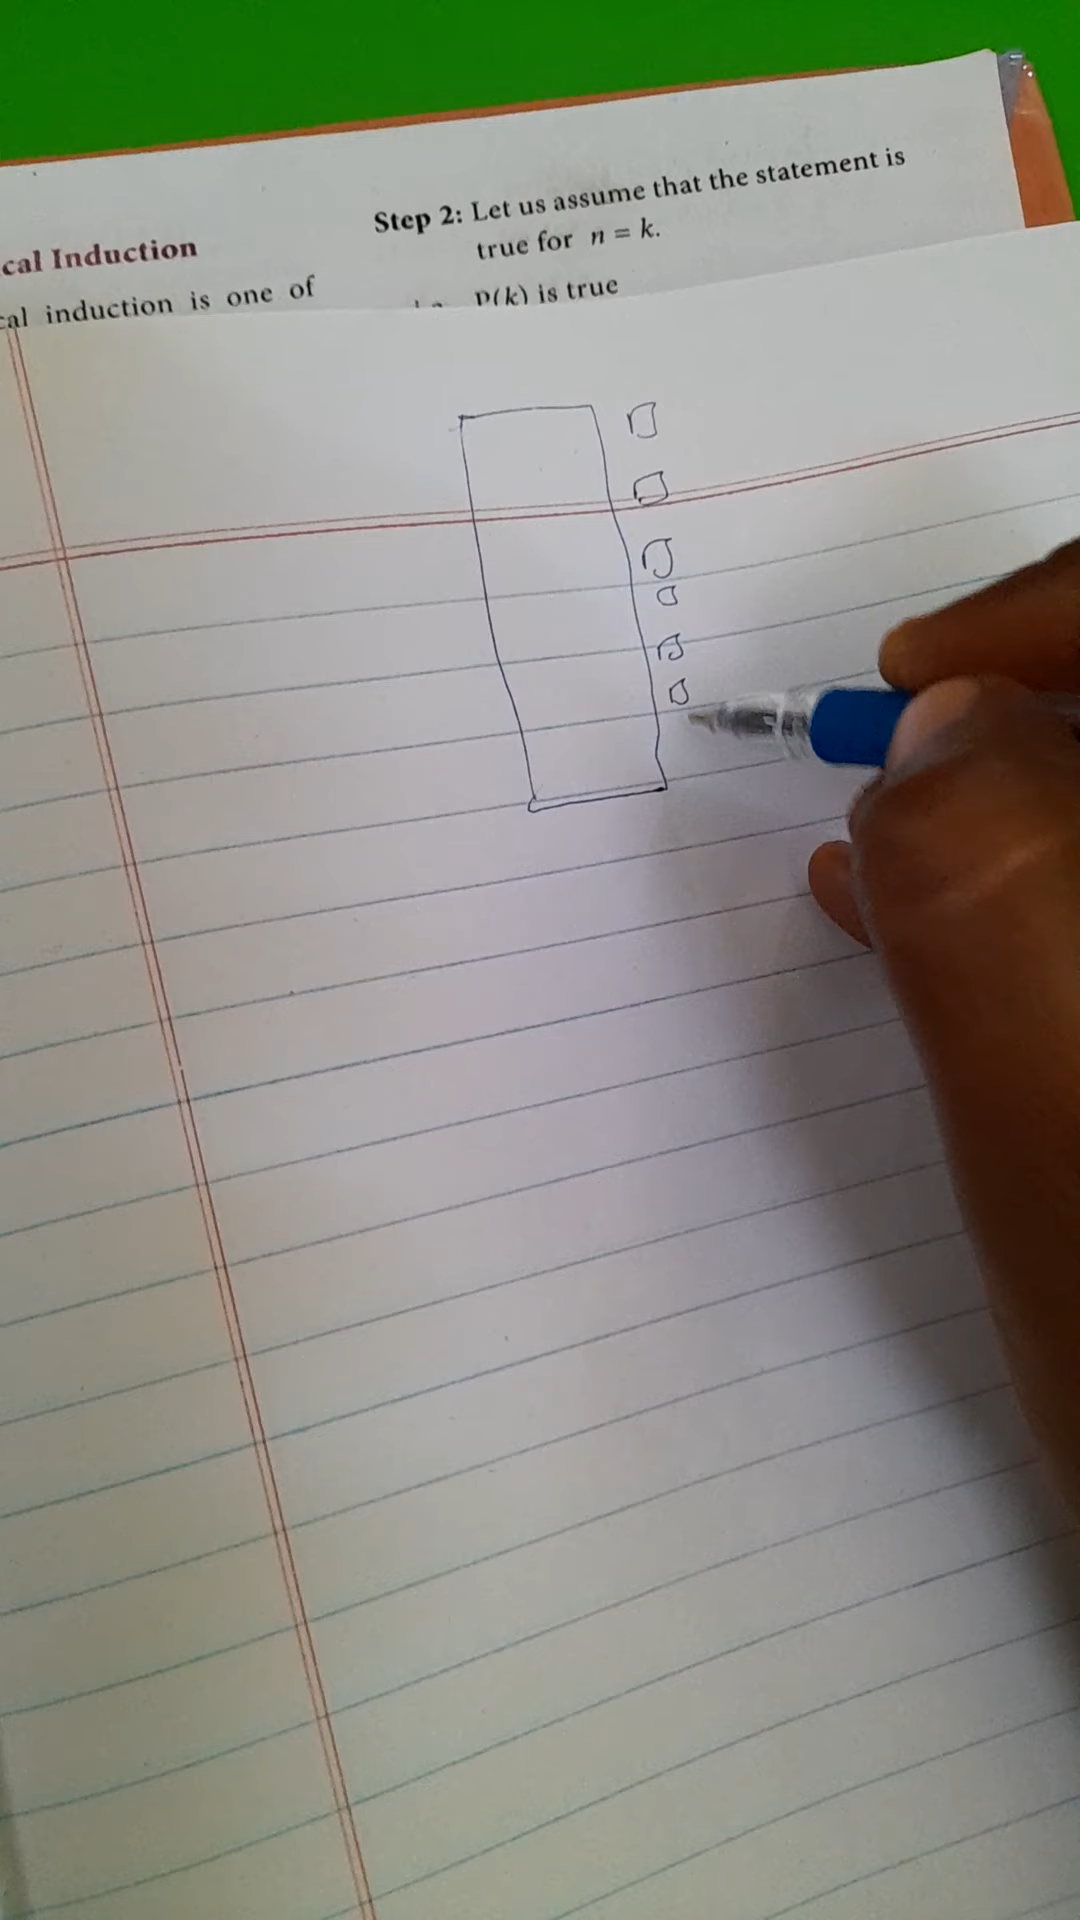 cal Induction
cal induction is one of
Step 2: Let us assume that the statement is
true for n = k.
P(k) is true